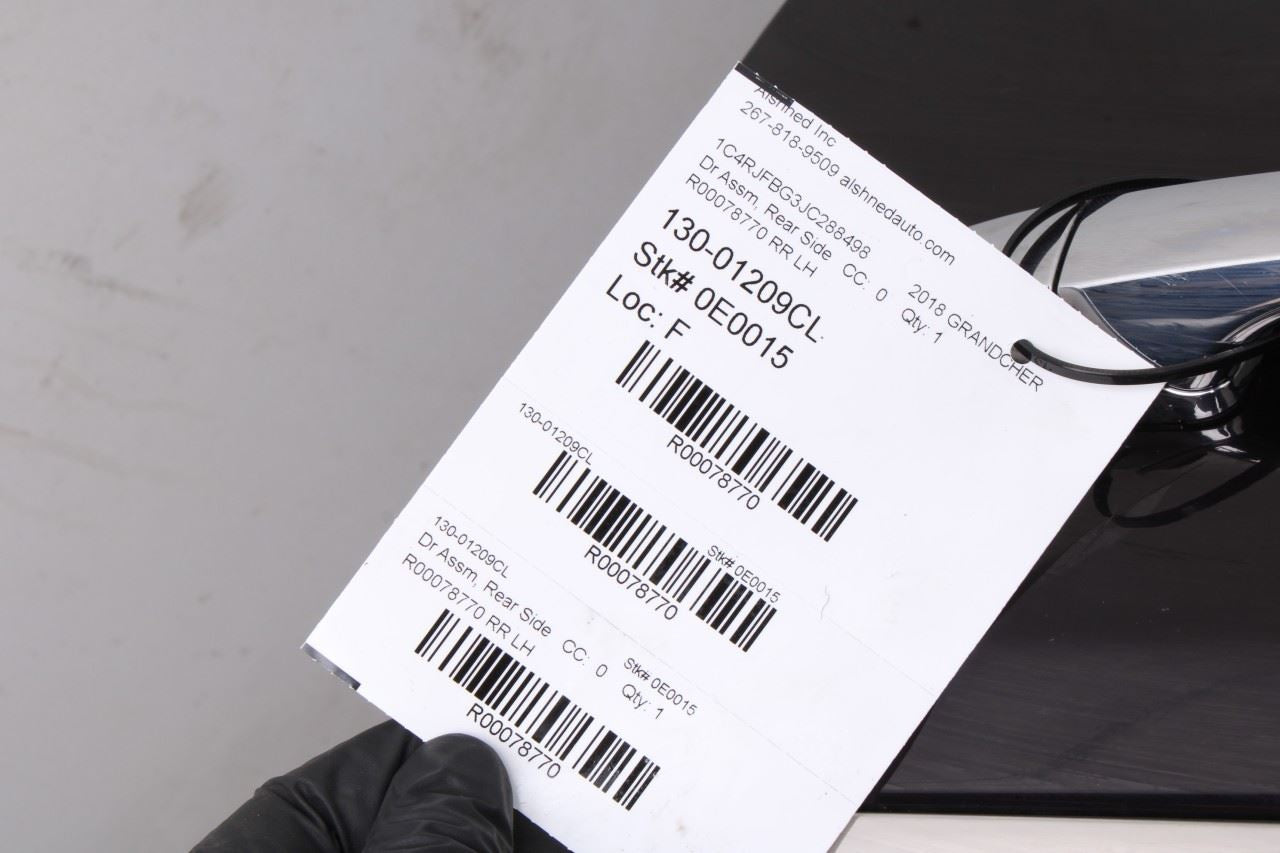 Alshned Inc
267-818-9509 alshnedauto.com
1C4RJFBG3JC288498 2018 GRANDCHER
Dr Assm, Rear Side CC: 0 Qty: 1
R00078770 RR LH
130-01209CL
Stk# 0E0015
Loc: F
R00078770
130-01209CL Stk# 0E0015
R00078770
130-01209CL Stk# 0E0015
Dr Assm, Rear Side CC: 0 Qty: 1
R00078770 RR LH
R00078770